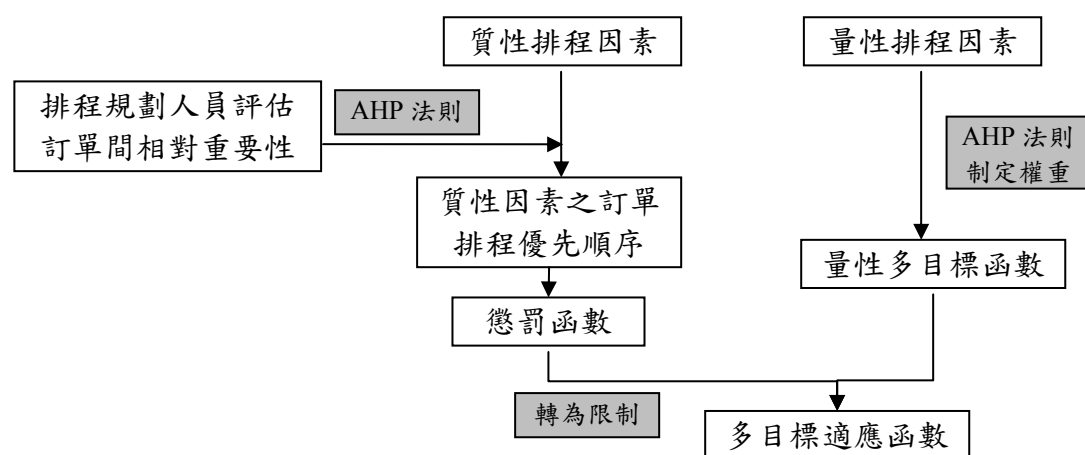 質性排程因素
量性排程因素
排程規劃人員評估
訂單間相對重要性
AHP 法則
AHP 法則
制定權重
質性因素之訂單
排程優先順序
量性多目標函數
懲罰函數
轉為限制
多目標適應函數